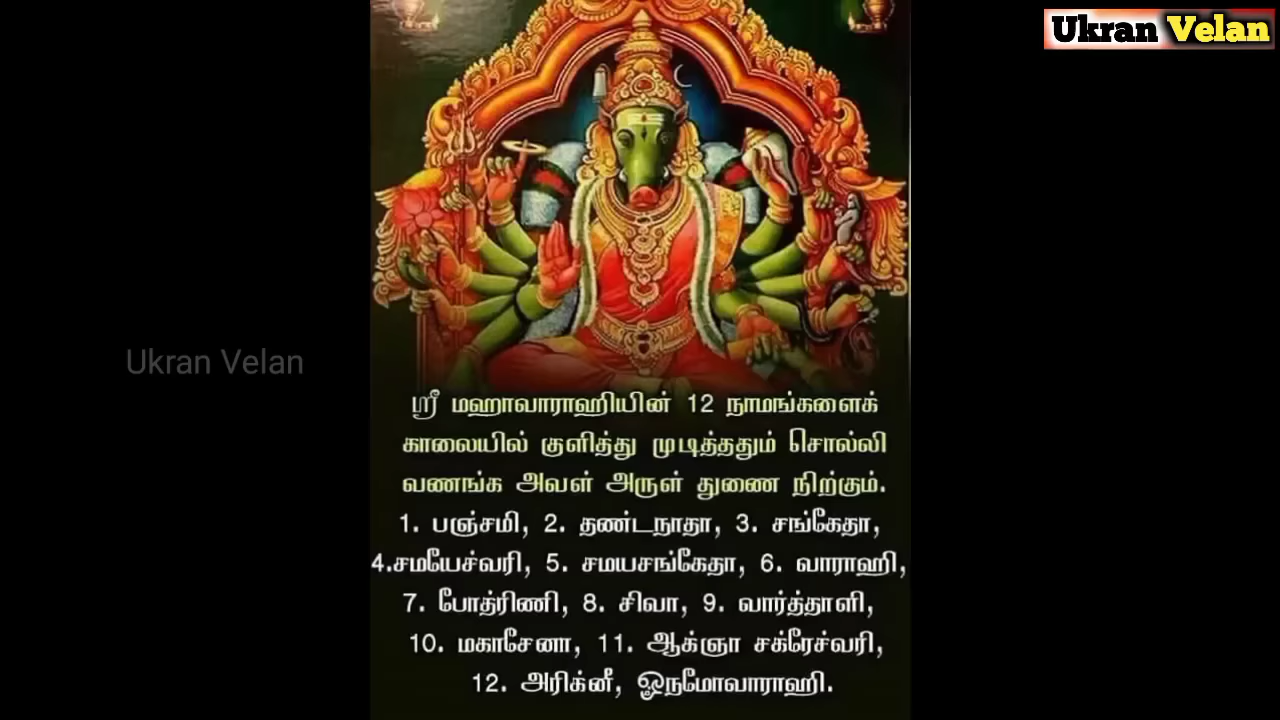 Ukran Velan
Ukran Velan
ஸ்ரீ மஹாவாராஹியின் 12 நாமங்களைக்
காலையில் குளித்து முடித்ததும் சொல்லி
வணங்க அவள் அருள் துணை நிற்கும்.
1. பஞ்சமி, 2. தண்டநாதா, 3. சங்கேதா,
4.சமயேச்வரி, 5. சமயசங்கேதா, 6. வாராஹி,
7. போத்ரிணி, 8. சிவா, 9. வார்த்தாளி,
10. மகாசேனா, 11. ஆக்ஞா சக்ரேச்வரி,
12. அரிக்னீ, ஓநமோவாராஹி.